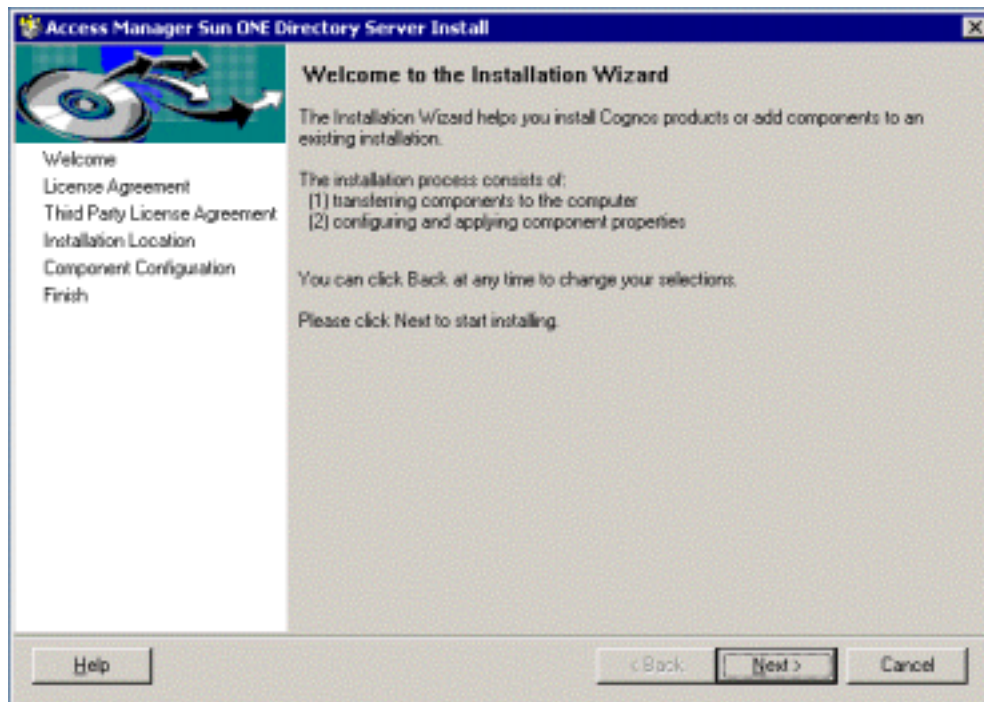 Access Manager Sun ONE Directory Server Install
Welcome to the Installation Wizard
The Installation Wizard helps you install Cognos products or add components to an
existing installation.
The installation process consists of:
(1) transferring components to the computer
(2) configuring and applying component properties
You can click Back at any time to change your selections.
Please click Next to start installing.
Welcome
License Agreement
Third Party License Agreement
Installation Location
Component Configuration
Finish
Help
< Back
Next >
Cancel